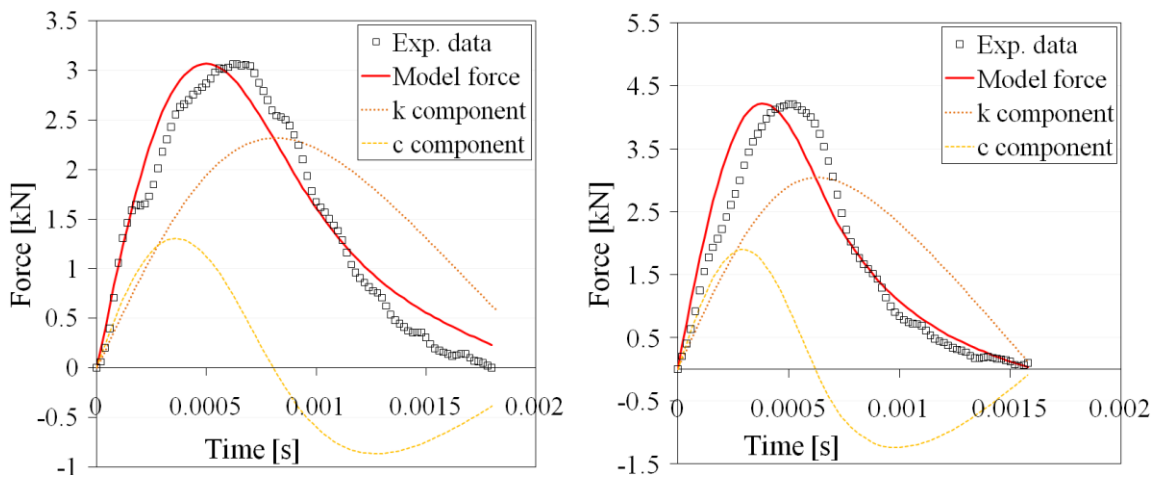 3.5
3
2.5
2
1.5
1
0.5
0
-0.5
-1
Force [kN]
0
0.0005
0.001
0.0015
0.002
Time [s]
Exp. data
Model force
k component
c component
5.5
4.5
3.5
2.5
1.5
0.5
-0.5
-1.5
Force [kN]
0
0.0005
0.001
0.0015
0.002
Time [s]
Exp. data
Model force
k component
c component